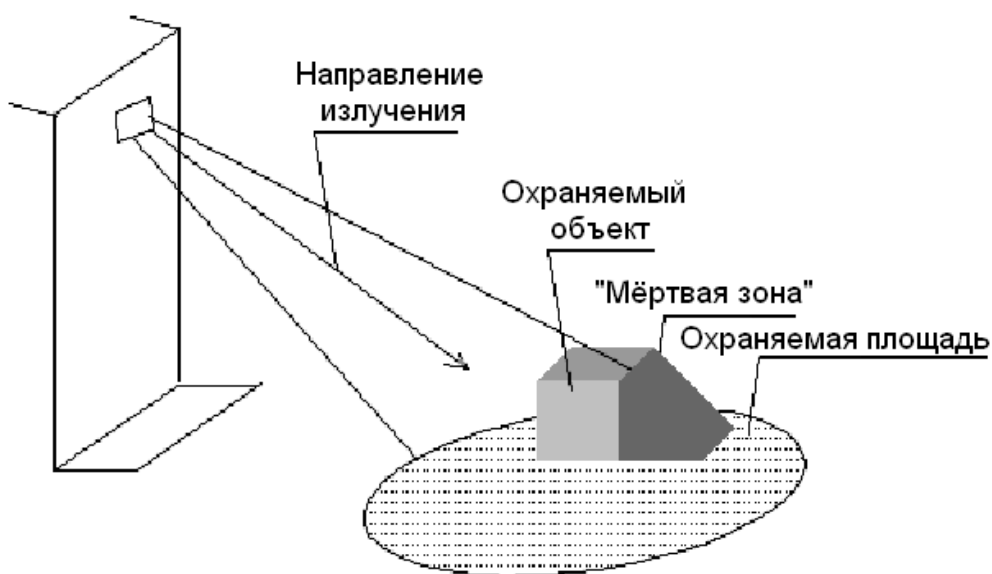 Направление
излучения
Охраняемый
объект
"Мёртвая зона"
Охраняемая площадь